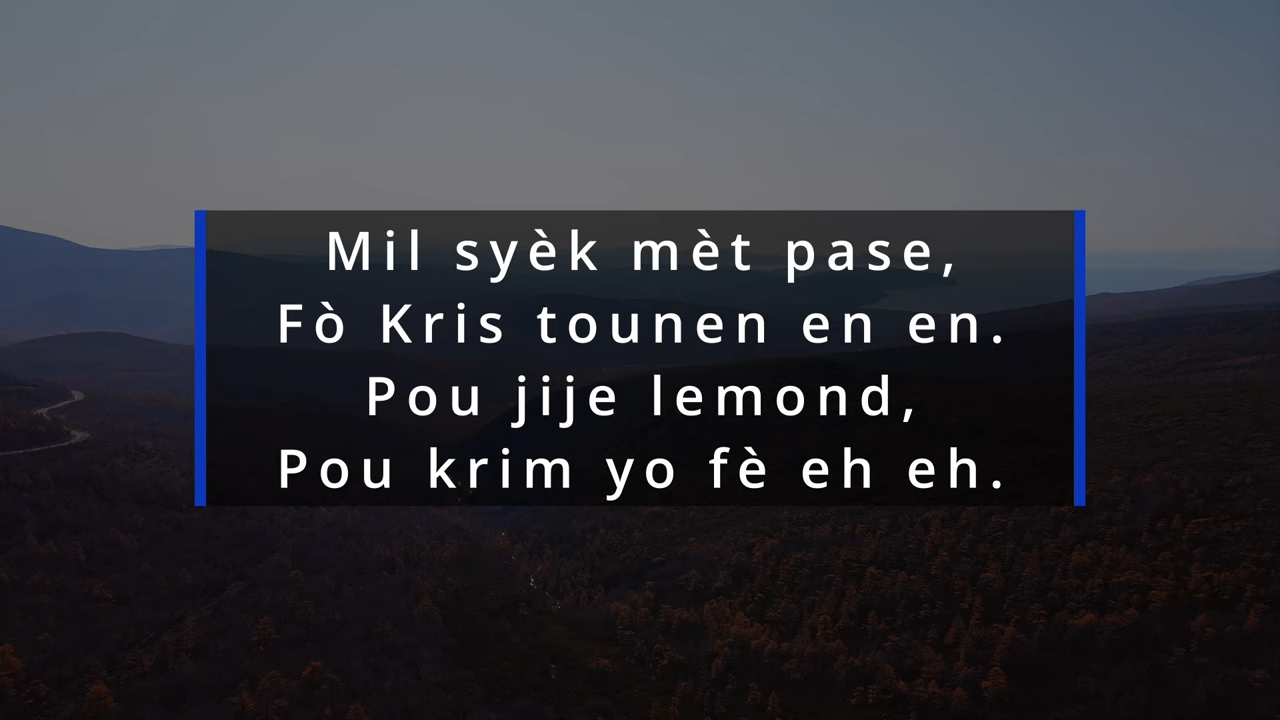 Mil syèk mèt pase,
Fò Kris tounen en en.
Pou jije lemond,
Pou krim yo fè eh eh.